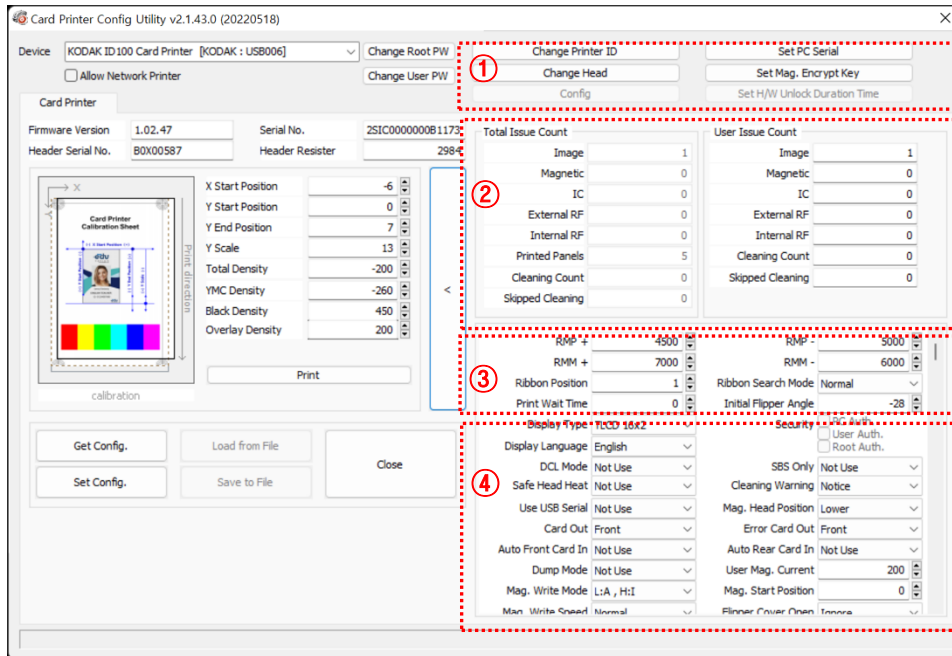 Card Printer Config Utility v2.1.43.0 (20220518)
Device KODAK ID100 Card Printer [KODAK : USB006] Change Root PW
Allow Network Printer Change User PW
Change Printer ID Set PC Serial
① Change Head Set Mag. Encrypt Key
Config Set H/W Unlock Duration Time
Card Printer
Firmware Version 1.02.47 Serial No. 2SIC0000000B1173
Header Serial No. B0X00587 Header Resister 2984
X
Y
Card Printer
Calibration Sheet
Print direction
calibration
X Start Position -6
Y Start Position 0
Y End Position 7
Y Scale 13
Total Density -200
YMC Density -260
Black Density 450
Overlay Density 200
Print
<
Get Config. Load from File
Set Config. Save to File
Close
②
Total Issue Count
Image 1
Magnetic 0
IC 0
External RF 0
Internal RF 0
Printed Panels 5
Cleaning Count 0
Skipped Cleaning 0
User Issue Count
Image 1
Magnetic 0
IC 0
External RF 0
Internal RF 0
Cleaning Count 0
Skipped Cleaning 0
③
RMP + 4500 RMP - 5000
RMM + 7000 RMM - 6000
Ribbon Position 1 Ribbon Search Mode Normal
Print Wait Time 0 Initial Flipper Angle -28
④
Display Type TLCD 16x2 Security PC Auth.
User Auth.
Root Auth.
Display Language English
DCL Mode Not Use SBS Only Not Use
Safe Head Heat Not Use Cleaning Warning Notice
Use USB Serial Not Use Mag. Head Position Lower
Card Out Front Error Card Out Front
Auto Front Card In Not Use Auto Rear Card In Not Use
Dump Mode Not Use User Mag. Current 200
Mag. Write Mode L:A , H:I Mag. Start Position 0
Mag. Write Speed Normal Flipper Cover Open Ignore